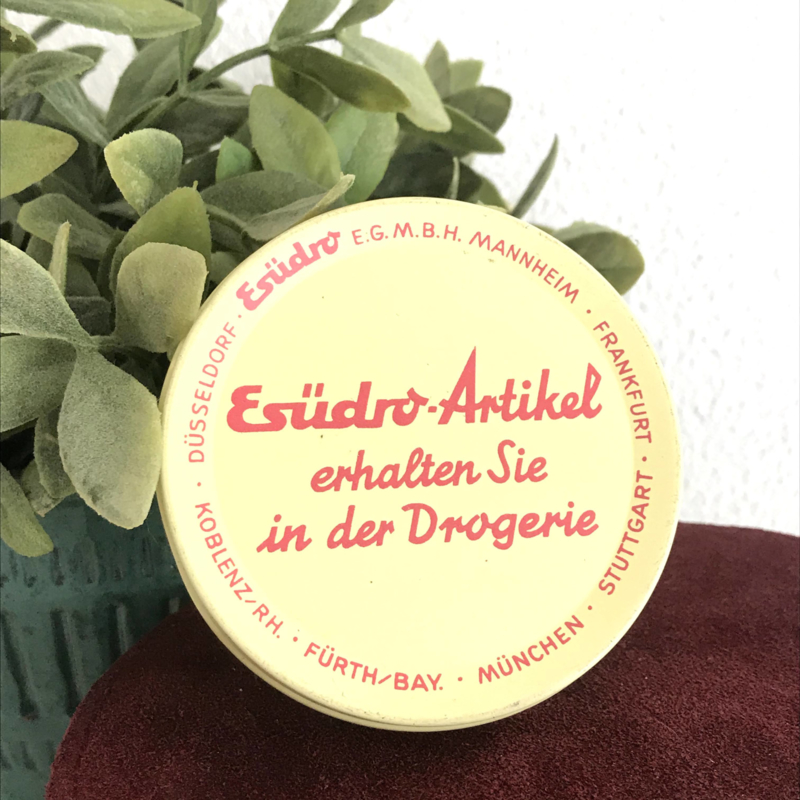 Esüdro E.G.M.B.H. MANNHEIM · FRANKFURT · STUTTGART · MÜNCHEN · FÜRTH/BAY. · KOBLENZ/RH. · DÜSSELDORF ·
Esüdro-Artikel
erhalten Sie
in der Drogerie